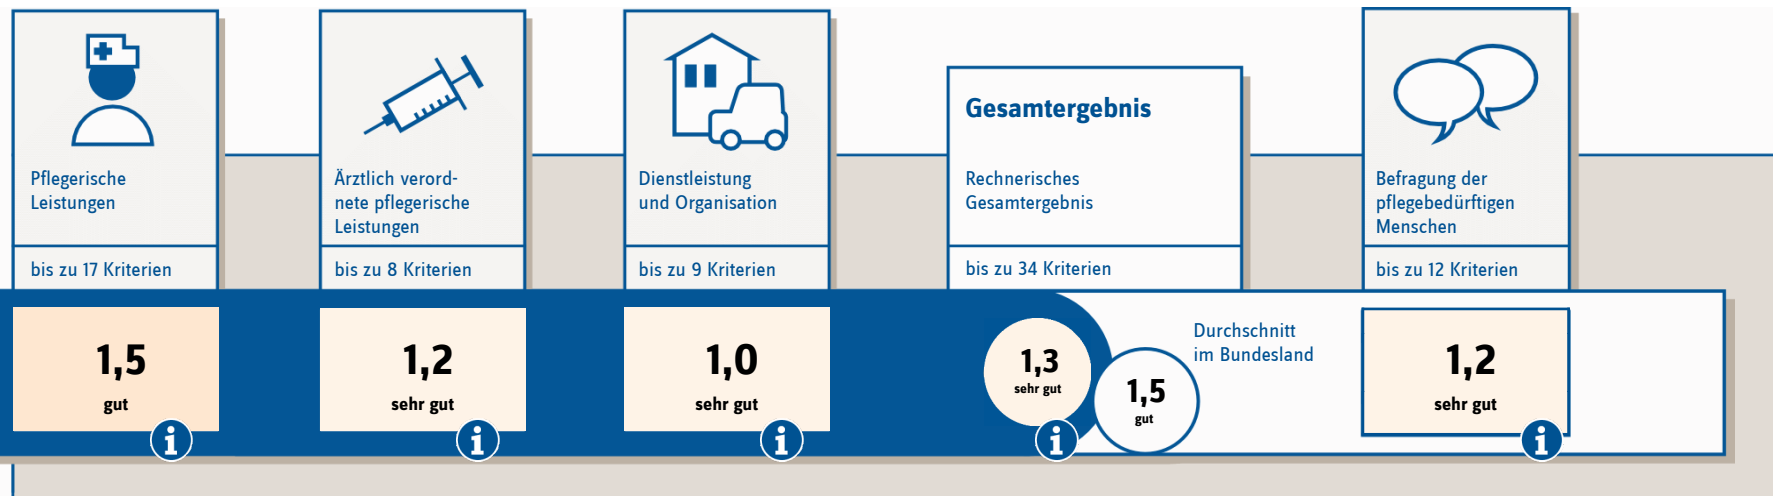 Pflegerische
Leistungen
bis zu 17 Kriterien
1,5
gut
i
Ärztlich verord-
nete pflegerische
Leistungen
bis zu 8 Kriterien
1,2
sehr gut
i
Dienstleistung
und Organisation
bis zu 9 Kriterien
1,0
sehr gut
i
Gesamtergebnis
Rechnerisches
Gesamtergebnis
bis zu 34 Kriterien
1,3
sehr gut
i
1,5
gut
Durchschnitt
im Bundesland
Befragung der
pflegebedürftigen
Menschen
bis zu 12 Kriterien
1,2
sehr gut
i